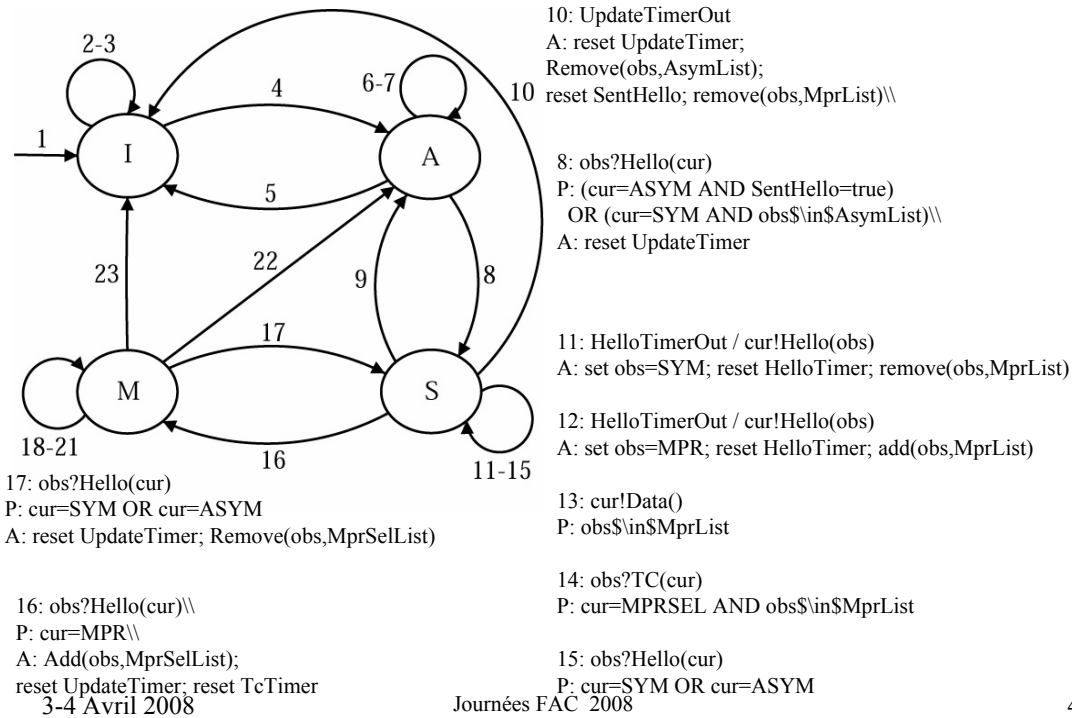 10: UpdateTimerOut
A: reset UpdateTimer;
Remove(obs,AsymList);
reset SentHello; remove(obs,MprList)\\
2-3
4
6-7
10
1
I
A
5
8: obs?Hello(cur)
P: (cur=ASYM AND SentHello=true)
OR (cur=SYM AND obs$\in$AsymList)\\
A: reset UpdateTimer
23
22
9
8
17
M
S
18-21
16
11-15
11: HelloTimerOut / cur!Hello(obs)
A: set obs=SYM; reset HelloTimer; remove(obs,MprList)
12: HelloTimerOut / cur!Hello(obs)
A: set obs=MPR; reset HelloTimer; add(obs,MprList)
17: obs?Hello(cur)
P: cur=SYM OR cur=ASYM
A: reset UpdateTimer; Remove(obs,MprSelList)
13: cur!Data()
P: obs$\in$MprList
14: obs?TC(cur)
P: cur=MPRSEL AND obs$\in$MprList
16: obs?Hello(cur)\\
P: cur=MPR\\
A: Add(obs,MprSelList);
reset UpdateTimer; reset TcTimer
15: obs?Hello(cur)
P: cur=SYM OR cur=ASYM
3-4 Avril 2008
Journées FAC 2008